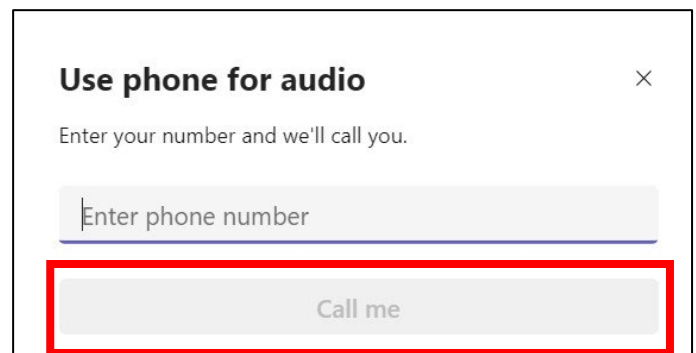 Use phone for audio
Enter your number and we'll call you.
Enter phone number
Call me